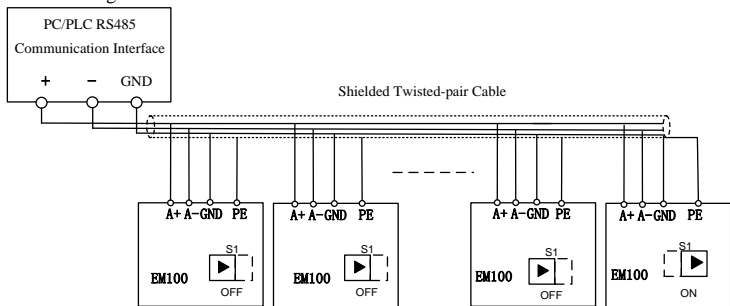 PC/PLC RS485
Communication Interface
+ − GND
Shielded Twisted-pair Cable
A+ A-GND PE
A+ A-GND PE
A+ A-GND PE
A+ A-GND PE
S1
S1
S1
S1
EM100
EM100
EM100
EM100
OFF
OFF
OFF
ON